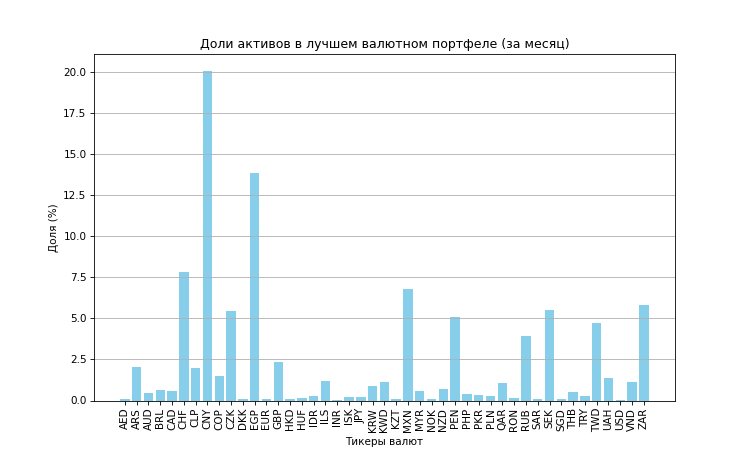 Доли активов в лучшем валютном портфеле (за месяц)
Доля (%)
20.0
17.5
15.0
12.5
10.0
7.5
5.0
2.5
0.0
AED ARS AUD BRL CAD CHF CLP CNY COP CZK DKK EGP EUR GBP HKD HUF IDR ILS INR ISK JPY KRW KWD KZT MXN MYR NOK NZD PEN PHP PKR PLN QAR RON RUB SAR SEK SGD THB TRY TWD UAH USD VND ZAR
Тикеры валют